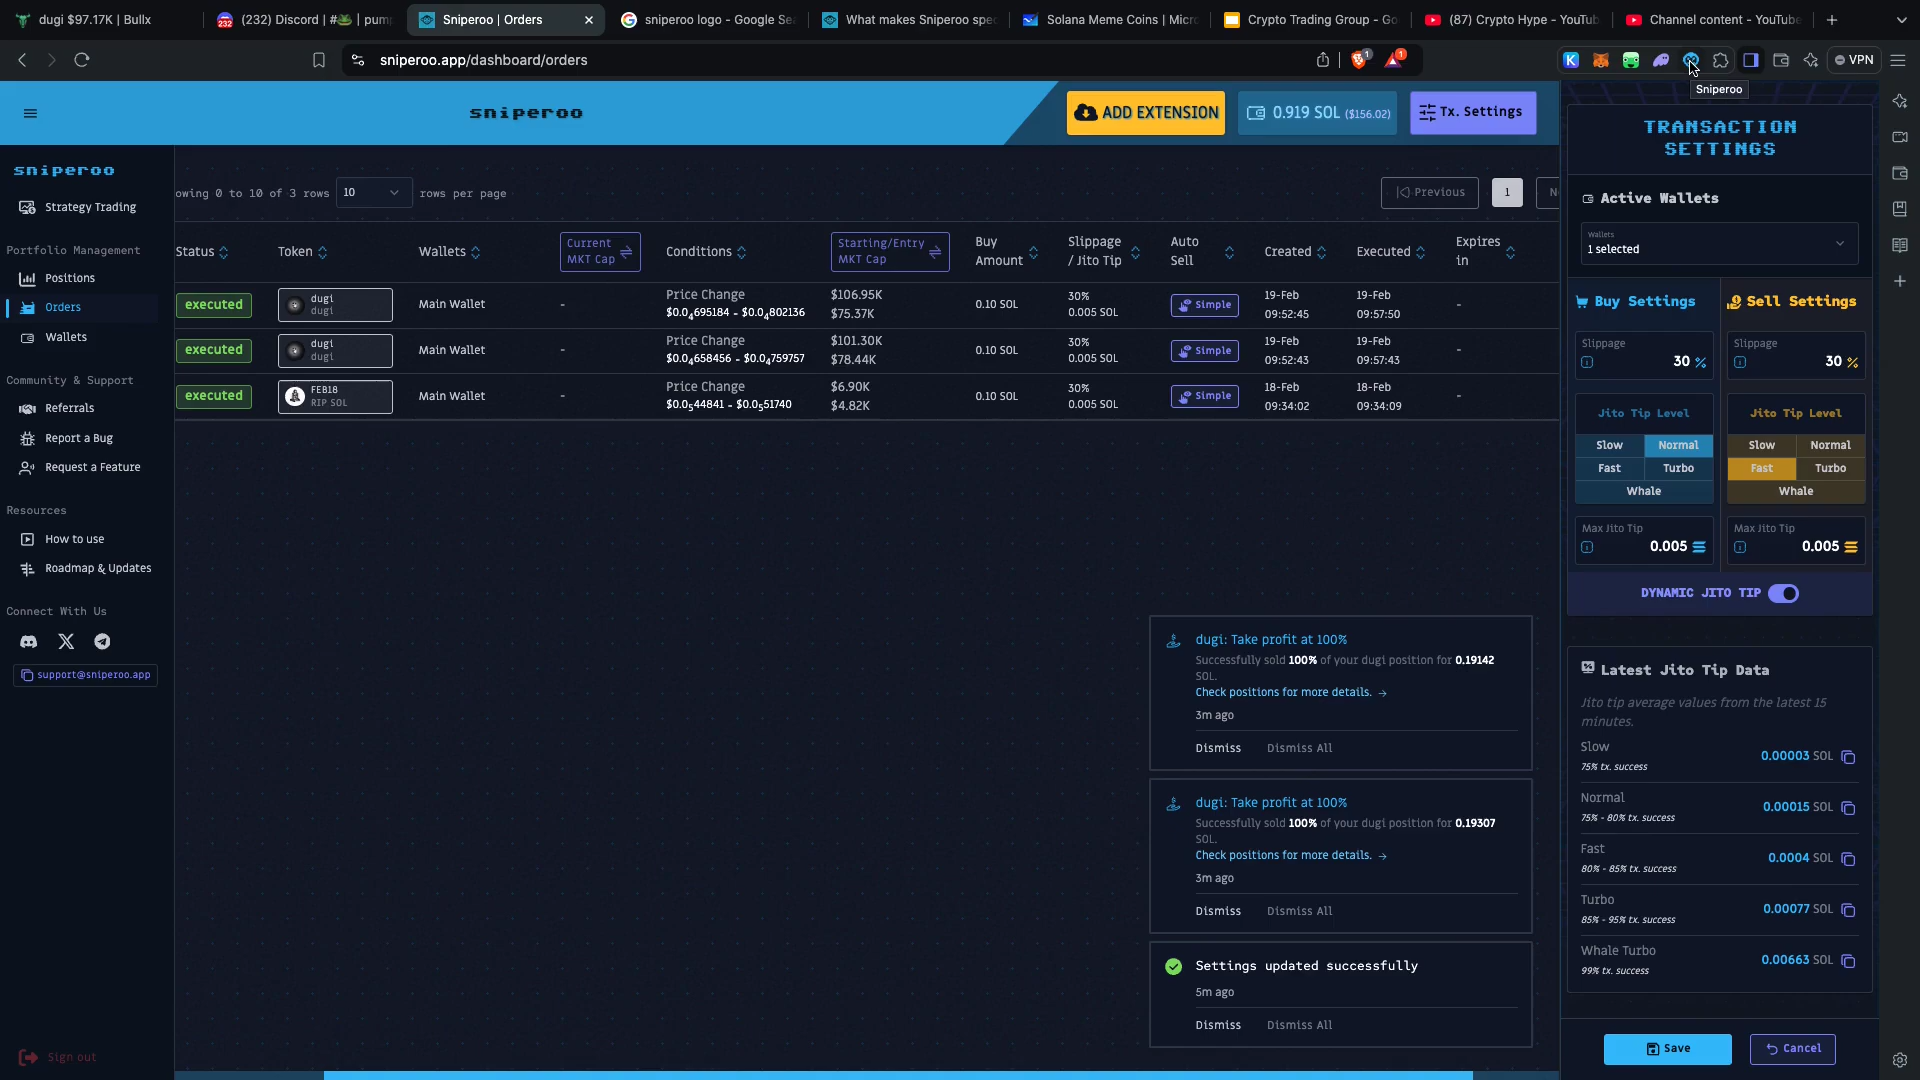 dugi $97.17K | Bullx
(232) Discord | #🐸 | pump
Sniperoo | Orders
sniperoo logo - Google Se
What makes Sniperoo spec
Solana Meme Coins | Micro
Crypto Trading Group - Go
(87) Crypto Hype - YouTub
Channel content - YouTube
sniperoo.app/dashboard/orders
1
1
VPN
Sniperoo
sniperoo
ADD EXTENSION
0.919 SOL ($156.02)
Tx. Settings
sniperoo
Strategy Trading
Portfolio Management
Positions
Orders
Wallets
Community & Support
Referrals
Report a Bug
Request a Feature
Resources
How to use
Roadmap & Updates
Connect With Us
support@sniperoo.app
Sign out
owing 0 to 10 of 3 rows 10 rows per page
Previous 1 N
Status Token Wallets Current MKT Cap Conditions Starting/Entry MKT Cap Buy Amount Slippage / Jito Tip Auto Sell Created Executed Expires in
executed dugi Main Wallet - Price Change $106.95K 0.10 SOL 30% Simple 19-Feb 19-Feb -
dugi $0.0₄695184 - $0.0₄802136 $75.37K 0.005 SOL 09:52:45 09:57:50
executed dugi Main Wallet - Price Change $101.30K 0.10 SOL 30% Simple 19-Feb 19-Feb -
dugi $0.0₄658456 - $0.0₄759757 $78.44K 0.005 SOL 09:52:43 09:57:43
executed FEB18 Main Wallet - Price Change $6.90K 0.10 SOL 30% Simple 18-Feb 18-Feb -
RIP SOL $0.0₅44841 - $0.0₅51740 $4.82K 0.005 SOL 09:34:02 09:34:09
dugi: Take profit at 100%
Successfully sold 100% of your dugi position for 0.19142
SOL.
Check positions for more details. →
3m ago
Dismiss Dismiss All
dugi: Take profit at 100%
Successfully sold 100% of your dugi position for 0.19307
SOL.
Check positions for more details. →
3m ago
Dismiss Dismiss All
Settings updated successfully
5m ago
Dismiss Dismiss All
TRANSACTION
SETTINGS
Active Wallets
Wallets
1 selected
Buy Settings
Slippage
30 %
Jito Tip Level
Slow Normal
Fast Turbo
Whale
Max Jito Tip
0.005
Sell Settings
Slippage
30 %
Jito Tip Level
Slow Normal
Fast Turbo
Whale
Max Jito Tip
0.005
DYNAMIC JITO TIP
Latest Jito Tip Data
Jito tip average values from the latest 15
minutes.
Slow
75% tx. success
0.00003 SOL
Normal
75% - 80% tx. success
0.00015 SOL
Fast
80% - 85% tx. success
0.0004 SOL
Turbo
85% - 95% tx. success
0.00077 SOL
Whale Turbo
99% tx. success
0.00663 SOL
Save
Cancel